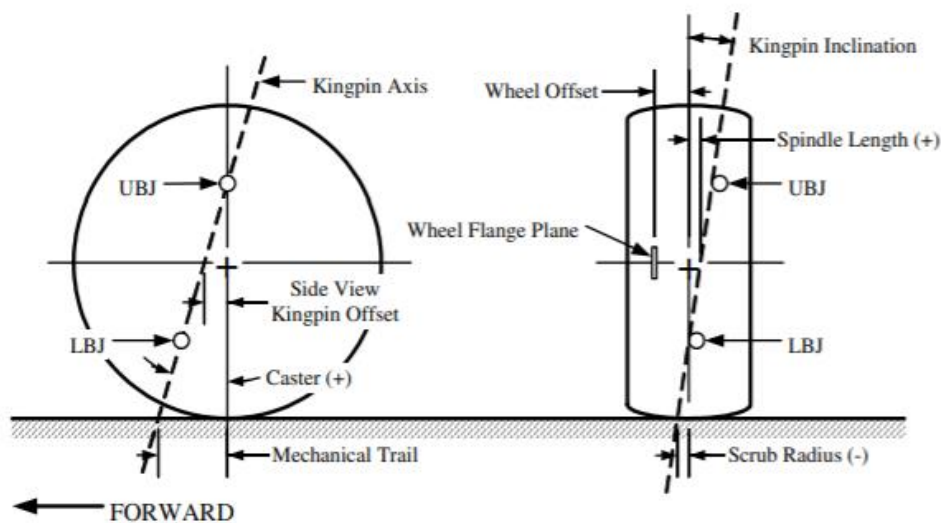 Kingpin Axis
UBJ
LBJ
Side View
Kingpin Offset
Caster (+)
Mechanical Trail
FORWARD
Kingpin Inclination
Wheel Offset
Spindle Length (+)
UBJ
Wheel Flange Plane
LBJ
Scrub Radius (-)